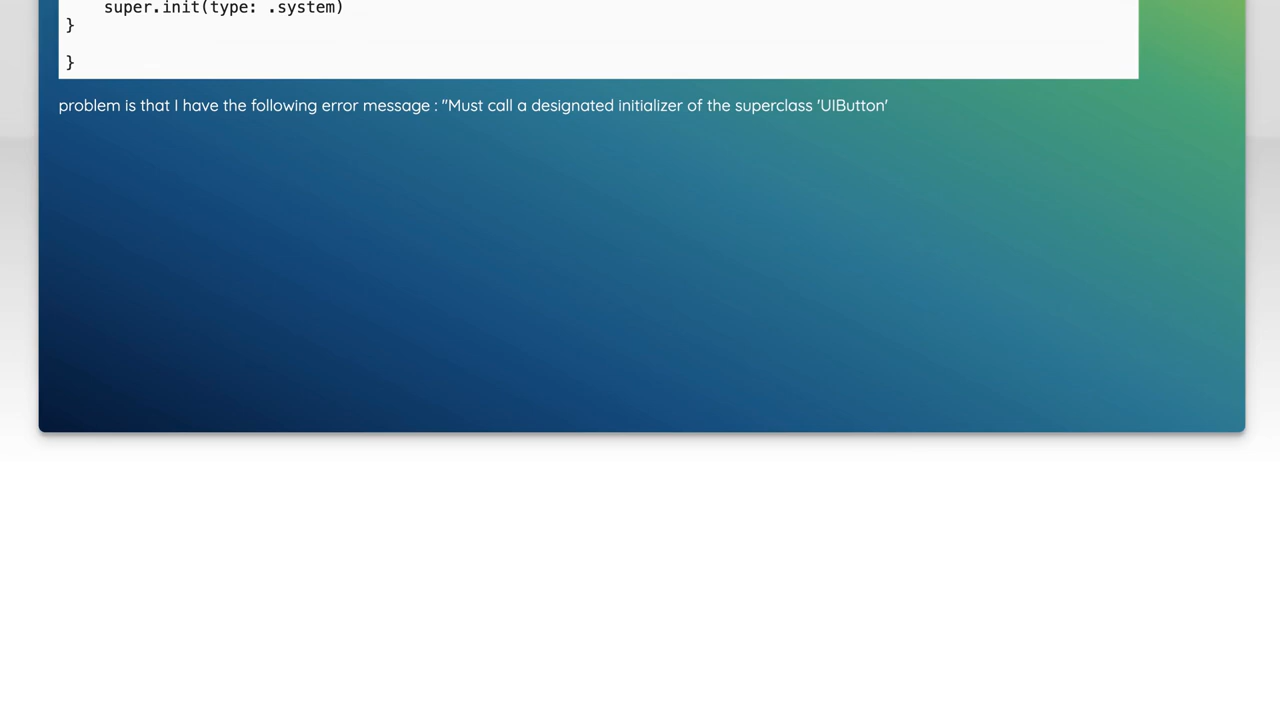 super.init(type: .system)
}
}
problem is that I have the following error message : "Must call a designated initializer of the superclass 'UIButton'